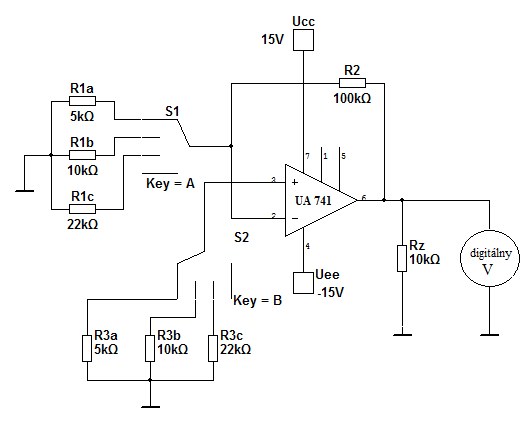 Ucc
15V
R1a
5kΩ
S1
R2
100kΩ
R1b
10kΩ
7
1
5
R1c
22kΩ
Key = A
3
+
UA 741
6
2
−
S2
4
Rz
10kΩ
digitálny
V
Uee
-15V
Key = B
R3a
5kΩ
R3b
10kΩ
R3c
22kΩ